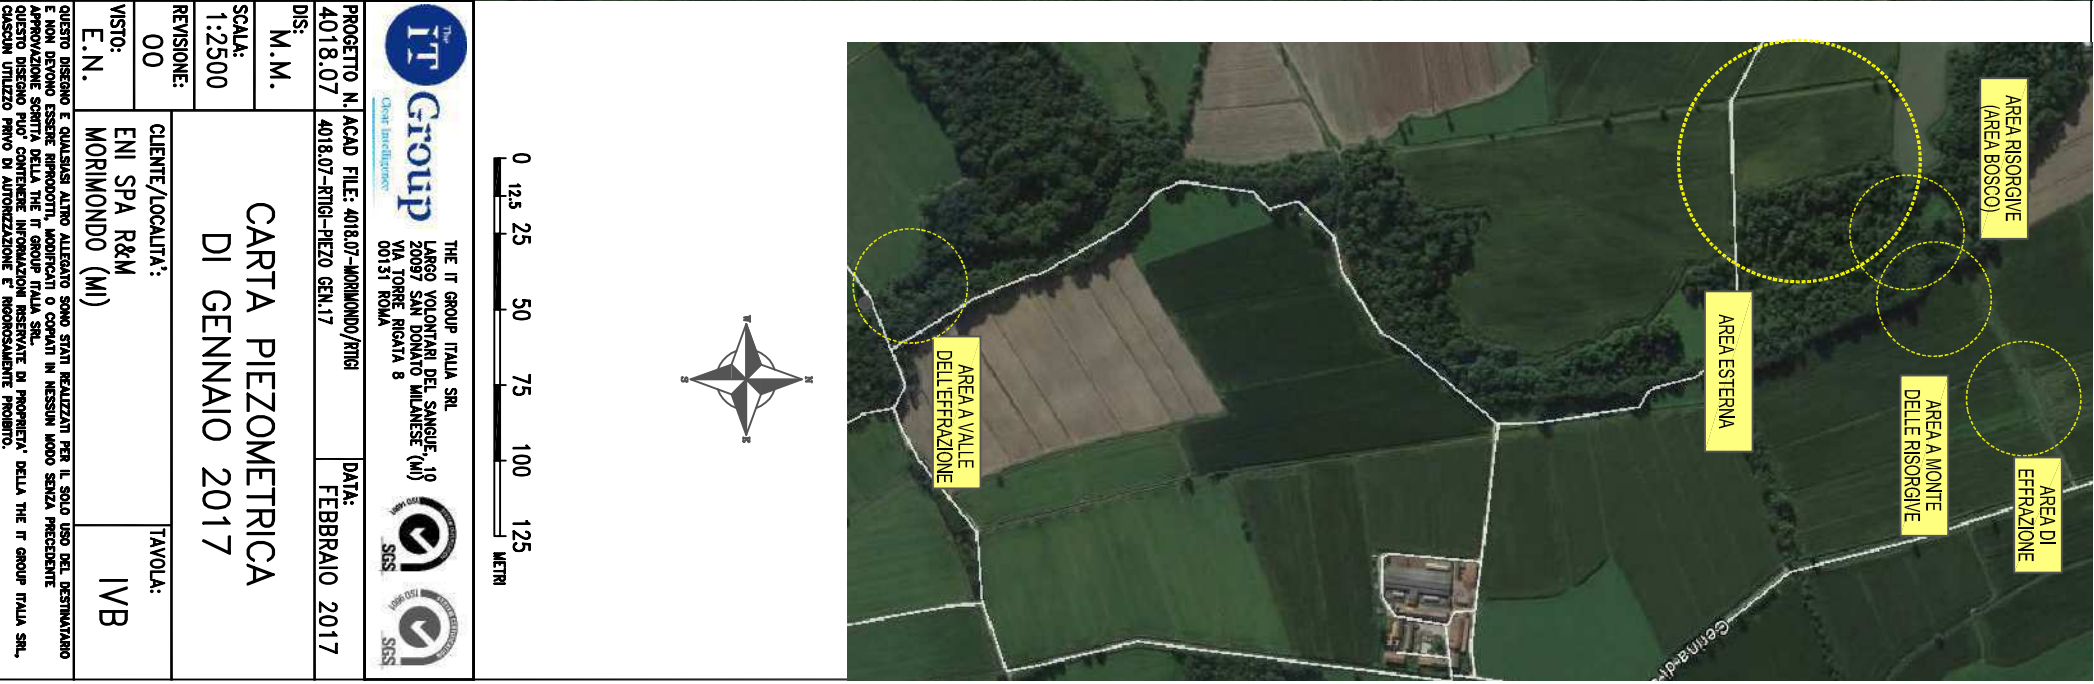 AREA RISORGIVE
(AREA BOSCO)
AREA DI
EFFRAZIONE
AREA A MONTE
DELLE RISORGIVE
AREA ESTERNA
AREA A VALLE
DELL'EFFRAZIONE
N
W
E
S
0 12.5 25 50 75 100 125
METRI
The
IT Group
Clear Intelligence
THE IT GROUP ITALIA SRL
LARGO VOLONTARI DEL SANGUE, 10
20097 SAN DONATO MILANESE (MI)
VIA TORRE RIGATA 8
00131 ROMA
ISO 14001
SGS
ISO 9001
SGS
PROGETTO N.
4018.07
ACAD FILE: 4018.07-MORIMONDO/RTIGI
4018.07-RTIGI-PIEZO GEN.17
DATA:
FEBBRAIO 2017
DIS:
M.M.
SCALA:
1:2500
REVISIONE:
00
VISTO:
E.N.
CARTA PIEZOMETRICA
DI GENNAIO 2017
CLIENTE/LOCALITA':
ENI SPA R&M
MORIMONDO (MI)
TAVOLA:
IVB
QUESTO DISEGNO E QUALSIASI ALTRO ALLEGATO SONO STATI REALIZZATI PER IL SOLO USO DEL DESTINATARIO
E NON DEVONO ESSERE RIPRODOTTI, MODIFICATI O COPIATI IN NESSUN MODO SENZA PRECEDENTE
APPROVAZIONE SCRITTA DELLA THE IT GROUP ITALIA SRL.
QUESTO DISEGNO PUO' CONTENERE INFORMAZIONI RISERVATE DI PROPRIETA' DELLA THE IT GROUP ITALIA SRL,
CIASCUN UTILIZZO PRIVO DI AUTORIZZAZIONE E' RIGOROSAMENTE PROIBITO.